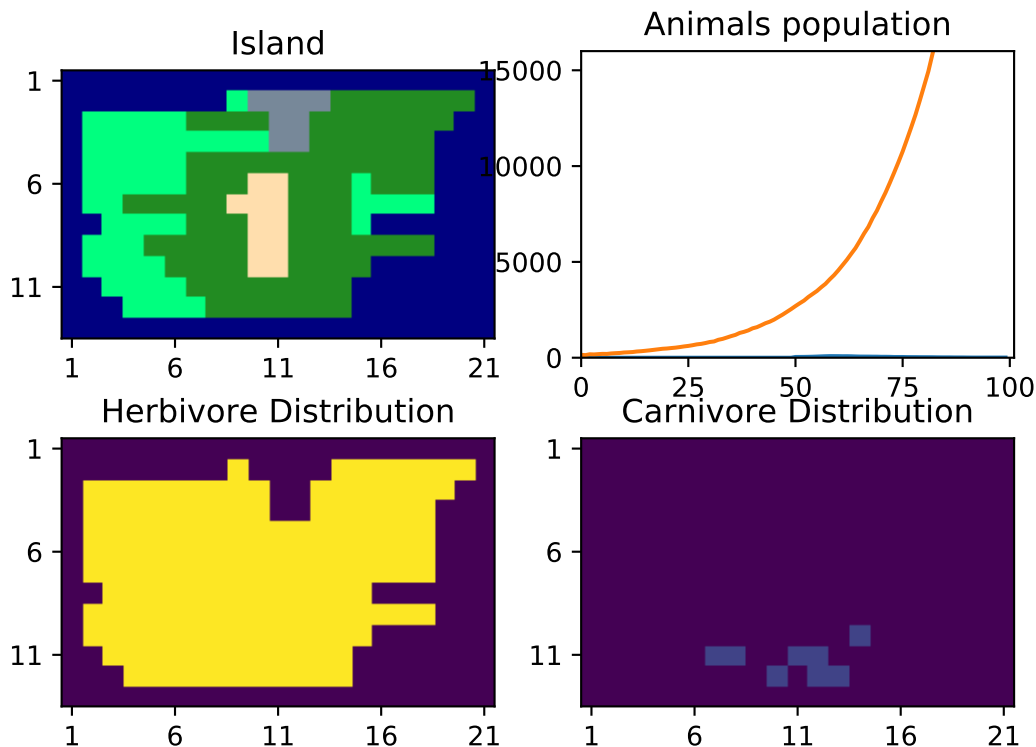 Island
1
6
11
1 6 11 16 21
Animals population
15000
10000
5000
0
0 25 50 75 100
Herbivore Distribution
1
6
11
1 6 11 16 21
Carnivore Distribution
1
6
11
1 6 11 16 21